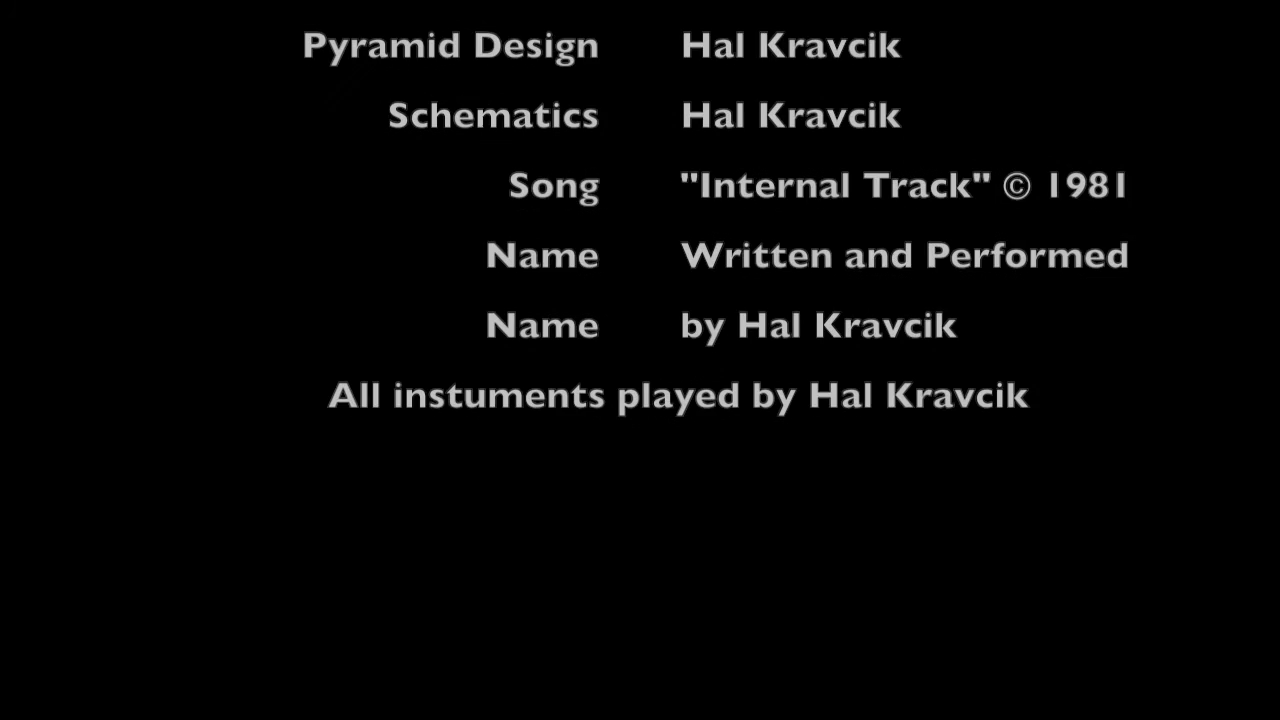 Pyramid Design Hal Kravcik
Schematics Hal Kravcik
Song "Internal Track" © 1981
Name Written and Performed
Name by Hal Kravcik
All instuments played by Hal Kravcik